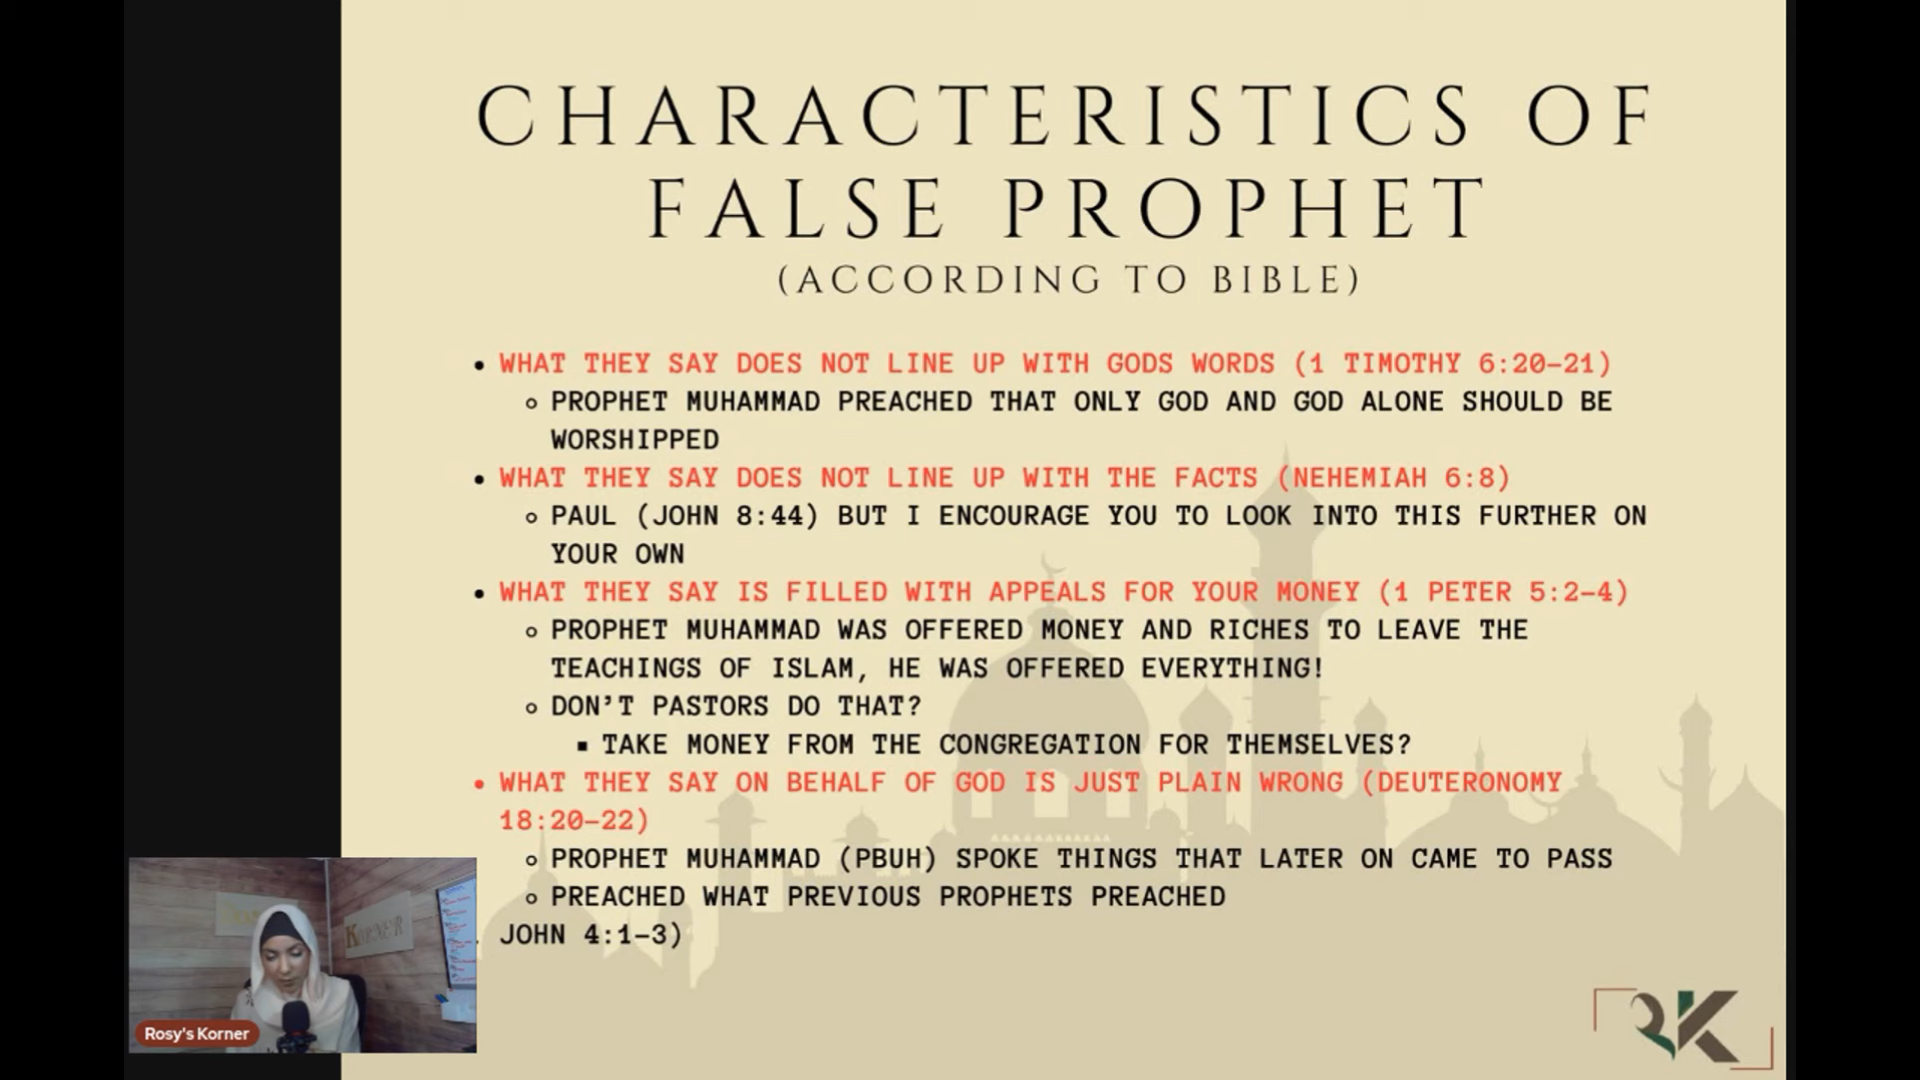 CHARACTERISTICS OF
FALSE PROPHET
(ACCORDING TO BIBLE)
• WHAT THEY SAY DOES NOT LINE UP WITH GODS WORDS (1 TIMOTHY 6:20-21)
○ PROPHET MUHAMMAD PREACHED THAT ONLY GOD AND GOD ALONE SHOULD BE
WORSHIPPED
• WHAT THEY SAY DOES NOT LINE UP WITH THE FACTS (NEHEMIAH 6:8)
○ PAUL (JOHN 8:44) BUT I ENCOURAGE YOU TO LOOK INTO THIS FURTHER ON
YOUR OWN
• WHAT THEY SAY IS FILLED WITH APPEALS FOR YOUR MONEY (1 PETER 5:2-4)
○ PROPHET MUHAMMAD WAS OFFERED MONEY AND RICHES TO LEAVE THE
TEACHINGS OF ISLAM, HE WAS OFFERED EVERYTHING!
○ DON'T PASTORS DO THAT?
▪ TAKE MONEY FROM THE CONGREGATION FOR THEMSELVES?
• WHAT THEY SAY ON BEHALF OF GOD IS JUST PLAIN WRONG (DEUTERONOMY
18:20-22)
○ PROPHET MUHAMMAD (PBUH) SPOKE THINGS THAT LATER ON CAME TO PASS
○ PREACHED WHAT PREVIOUS PROPHETS PREACHED
JOHN 4:1-3)
KORNER
Rosy's Korner
RK